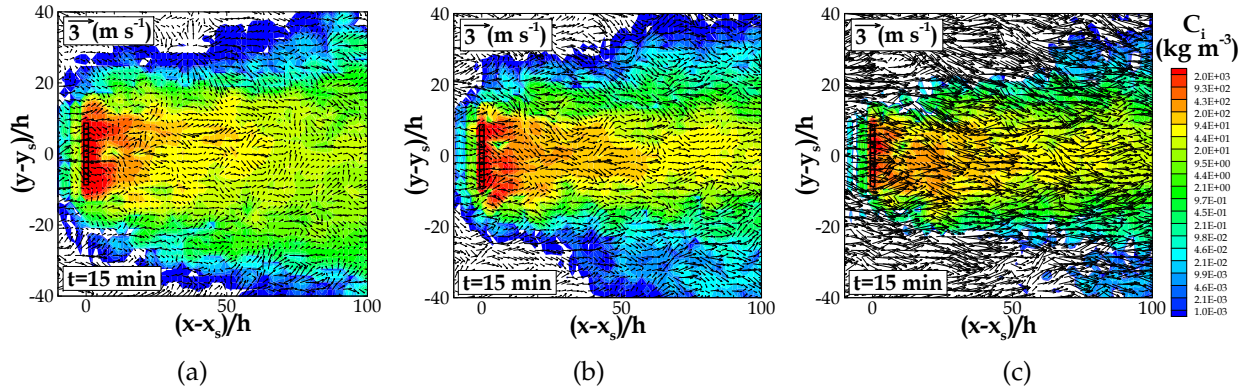 3 (m s⁻¹)
t=15 min
40
20
0
-20
-40
0
50
100
(y-yₛ)/h
(x-xₛ)/h
(a)
3 (m s⁻¹)
t=15 min
40
20
0
-20
-40
0
50
100
(y-yₛ)/h
(x-xₛ)/h
(b)
3 (m s⁻¹)
t=15 min
40
20
0
-20
-40
0
50
100
(y-yₛ)/h
(x-xₛ)/h
(c)
Cᵢ
(kg m⁻³)
2.0E+03
9.3E+02
4.3E+02
2.0E+02
9.4E+01
4.4E+01
2.0E+01
9.5E+00
4.4E+00
2.1E+00
9.7E-01
4.5E-01
2.1E-01
9.8E-02
4.6E-02
2.1E-02
9.9E-03
4.6E-03
2.1E-03
1.0E-03